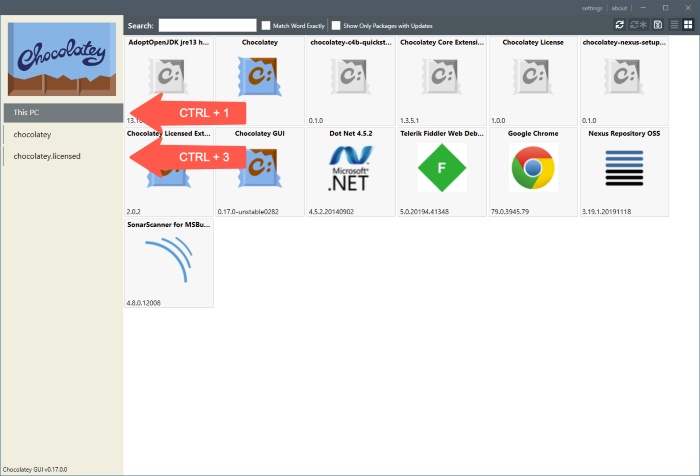 settings about
Search: Match Word Exactly Show Only Packages with Updates
Chocolatey
This PC
chocolatey
chocolatey.licensed
CTRL + 1
CTRL + 3
AdoptOpenJDK jre13 h... Chocolatey chocolatey-c4b-quickst... Chocolatey Core Extensi... Chocolatey License chocolatey-nexus-setup...
0.1.0 1.3.5.1 1.0.0 0.1.0
Chocolatey Licensed Ext... Chocolatey GUI Dot Net 4.5.2 Telerik Fiddler Web Deb... Google Chrome Nexus Repository OSS
Microsoft®
.NET
F
2.0.2 0.17.0-unstable0282 4.5.2.20140902 5.0.20194.41348 79.0.3945.79 3.19.1.20191118
SonarScanner for MSBu...
4.8.0.12008
Chocolatey GUI v0.17.0.0